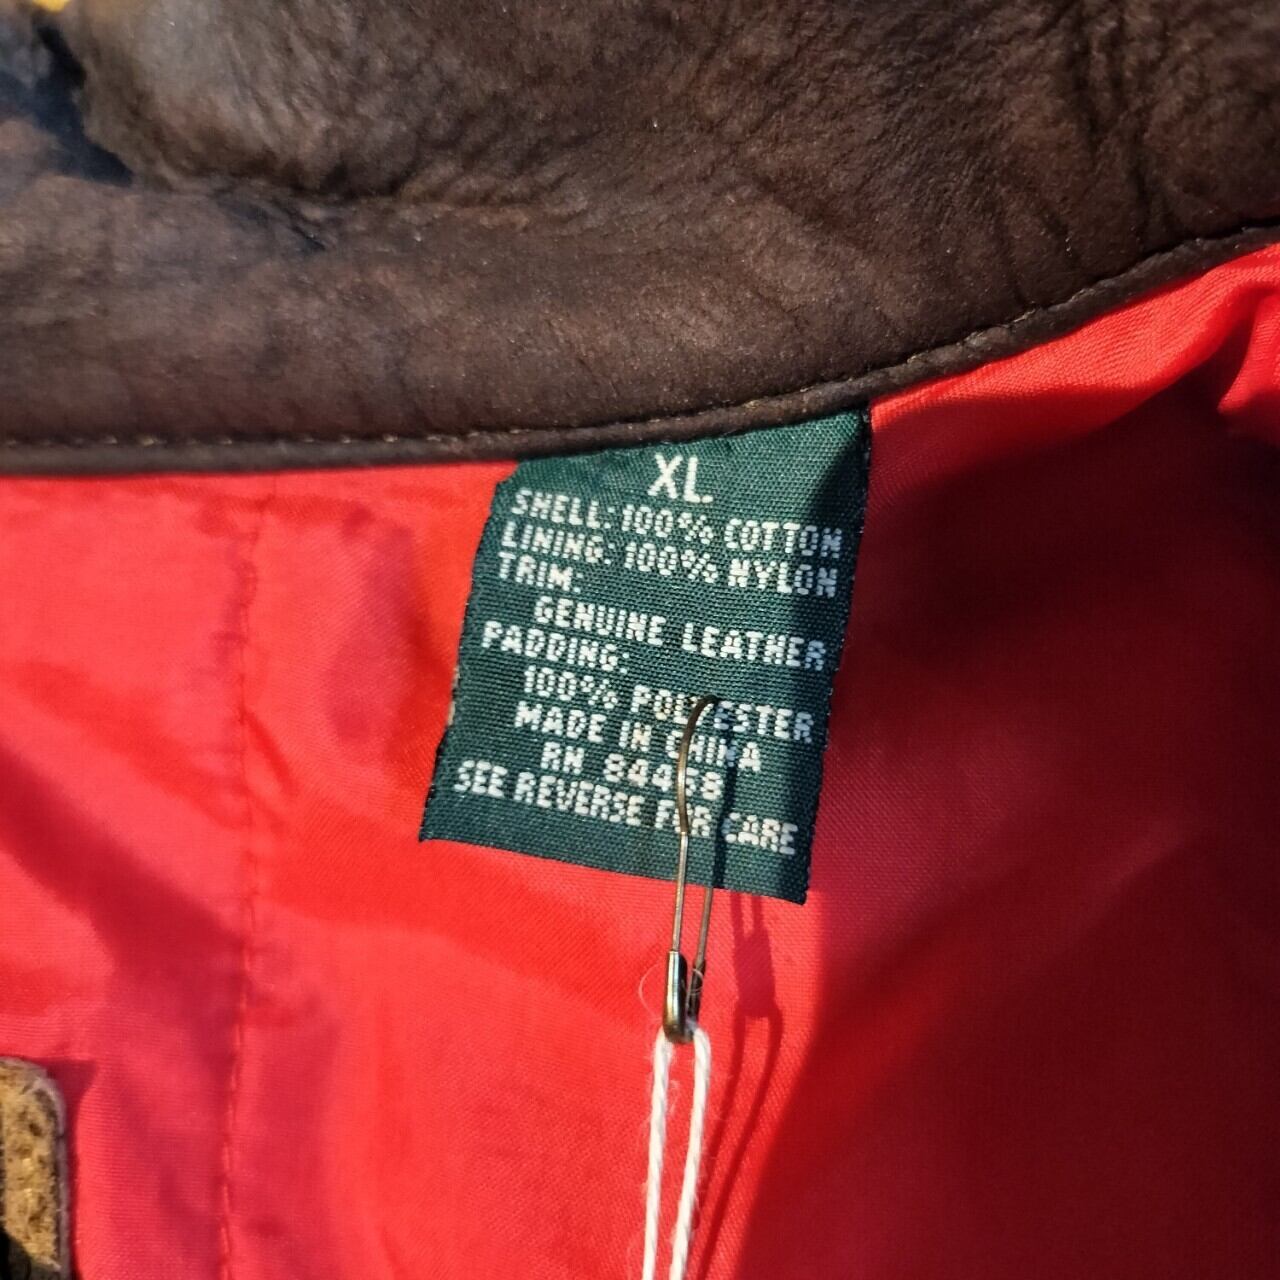 XL
SHELL: 100% COTTON
LINING: 100% NYLON
TRIM:
GENUINE LEATHER
PADDING:
100% POLYESTER
MADE IN CHINA
RN
SEE REVERSE FOR CARE